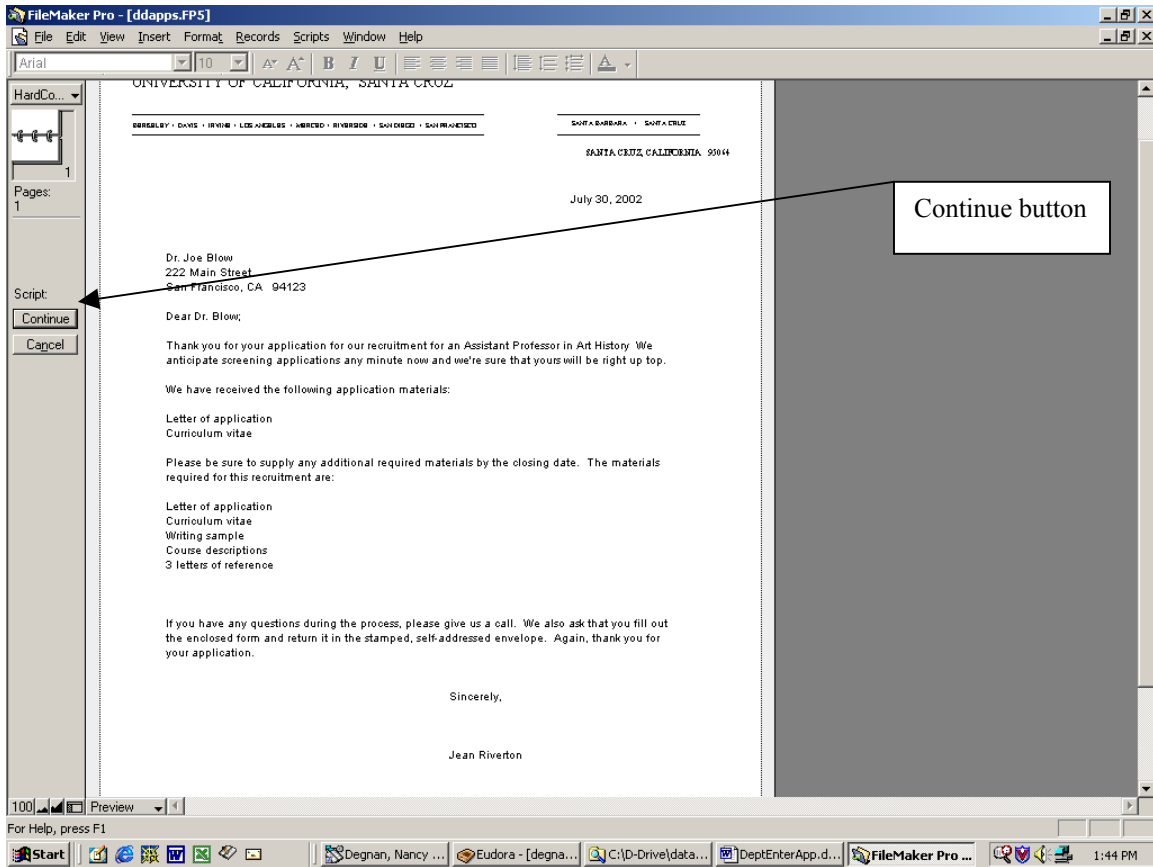 FileMaker Pro - [ddapps.FP5]
File Edit View Insert Format Records Scripts Window Help
Arial 10 B I U A
HardCo...
1
Pages:
1
Script:
Continue
Cancel
UNIVERSITY OF CALIFORNIA, SANTA CRUZ
BERKELEY • DAVIS • IRVINE • LOS ANGELES • MERCED • RIVERSIDE • SAN DIEGO • SAN FRANCISCO
SANTA BARBARA • SANTA CRUZ
SANTA CRUZ, CALIFORNIA 95064
July 30, 2002
Continue button
Dr. Joe Blow
222 Main Street
San Francisco, CA 94123
Dear Dr. Blow;
Thank you for your application for our recruitment for an Assistant Professor in Art History We
anticipate screening applications any minute now and we're sure that yours will be right up top.
We have received the following application materials:
Letter of application
Curriculum vitae
Please be sure to supply any additional required materials by the closing date. The materials
required for this recruitment are:
Letter of application
Curriculum vitae
Writing sample
Course descriptions
3 letters of reference
If you have any questions during the process, please give us a call. We also ask that you fill out
the enclosed form and return it in the stamped, self-addressed envelope. Again, thank you for
your application.
Sincerely,
Jean Riverton
100 Preview
For Help, press F1
Start Degnan, Nancy ... Eudora - [degna... C:\D-Drive\data... DeptEnterApp.d... FileMaker Pro ... 1:44 PM